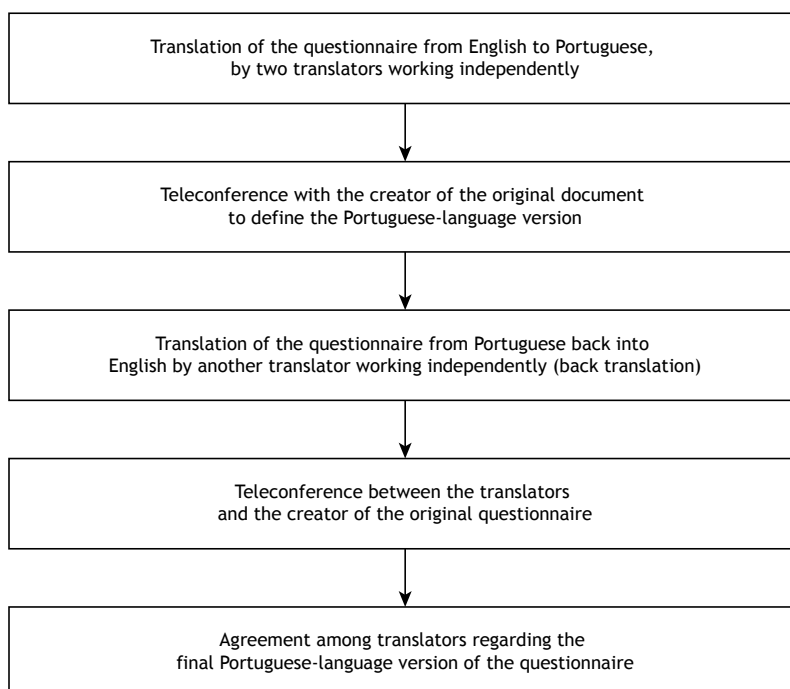 Translation of the questionnaire from English to Portuguese,
by two translators working independently
Teleconference with the creator of the original document
to define the Portuguese-language version
Translation of the questionnaire from Portuguese back into
English by another translator working independently (back translation)
Teleconference between the translators
and the creator of the original questionnaire
Agreement among translators regarding the
final Portuguese-language version of the questionnaire